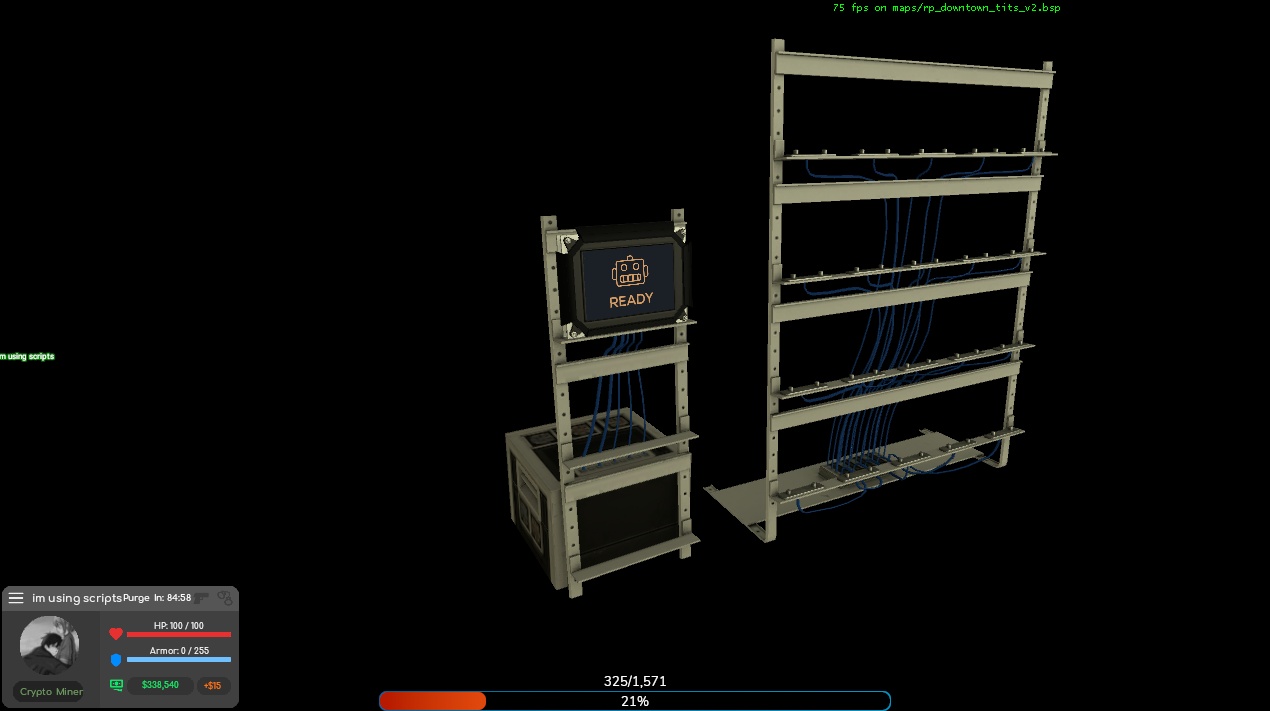 75 fps on maps/rp_downtown_tits_v2.bsp
READY
m using scripts
im using scripts Purge In: 84:58
HP: 100 / 100
Armor: 0 / 255
Crypto Miner
$338,540
+$15
325/1,571
21%